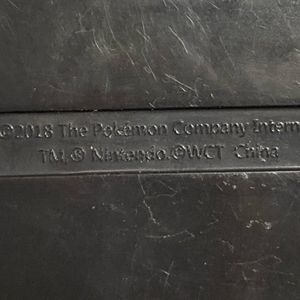 ©2018 The Pokémon Company Intern
TM, ® Nintendo. ©WCT China